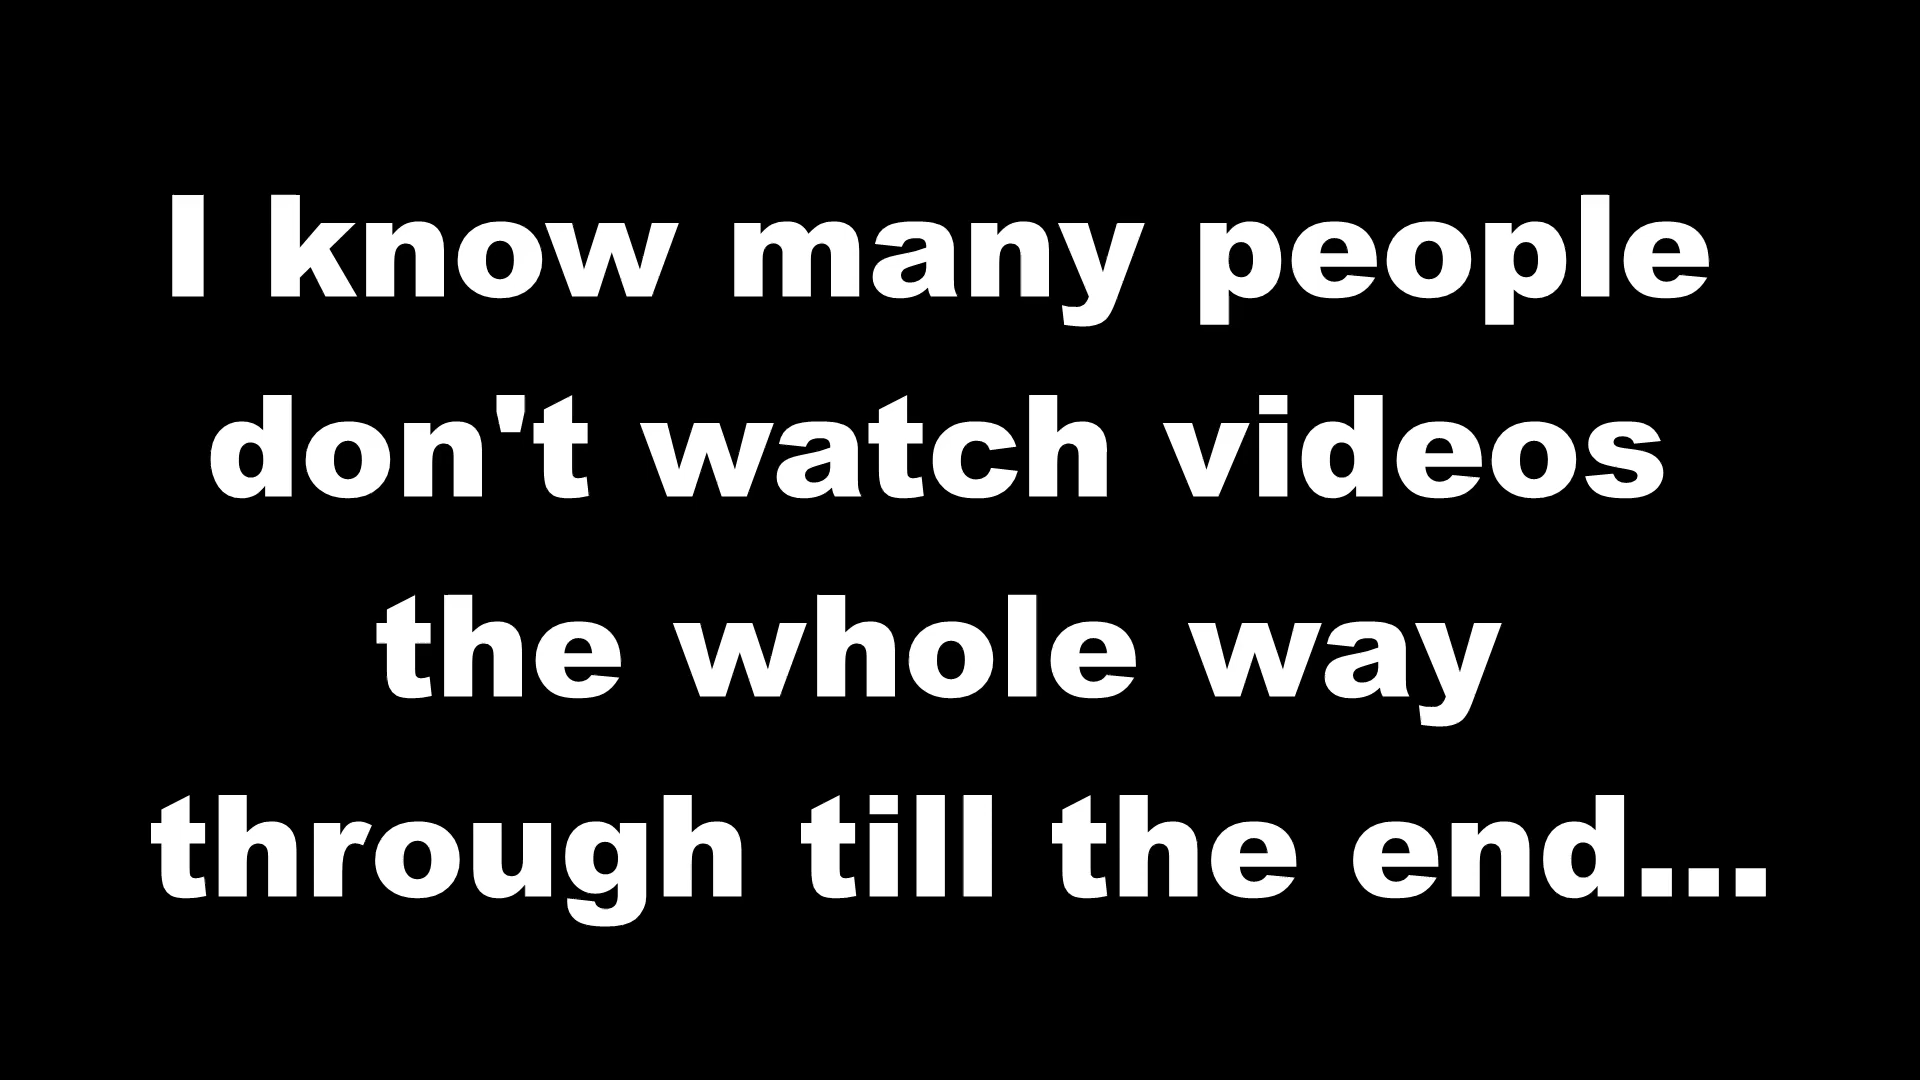 I know many people
don't watch videos
the whole way
through till the end...